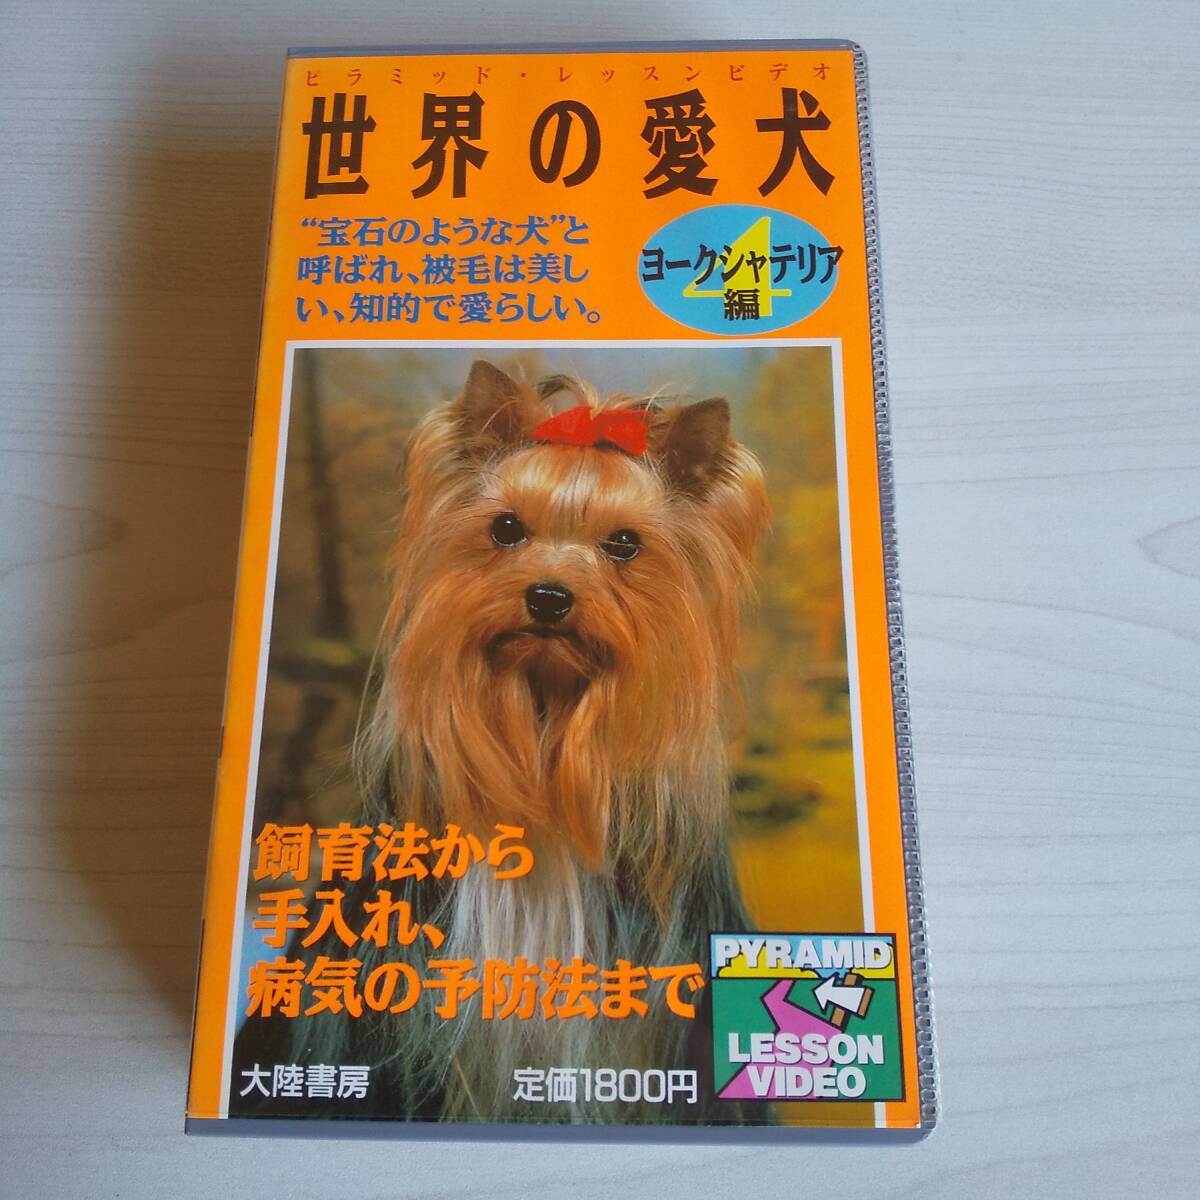 ピラミッド・レッスンビデオ
世界の愛犬
“宝石のような犬”と
呼ばれ、被毛は美し
い、知的で愛らしい。
4
ヨークシャテリア
編
飼育法から
手入れ、
病気の予防法まで
PYRAMID
LESSON
VIDEO
大陸書房
定価1800円